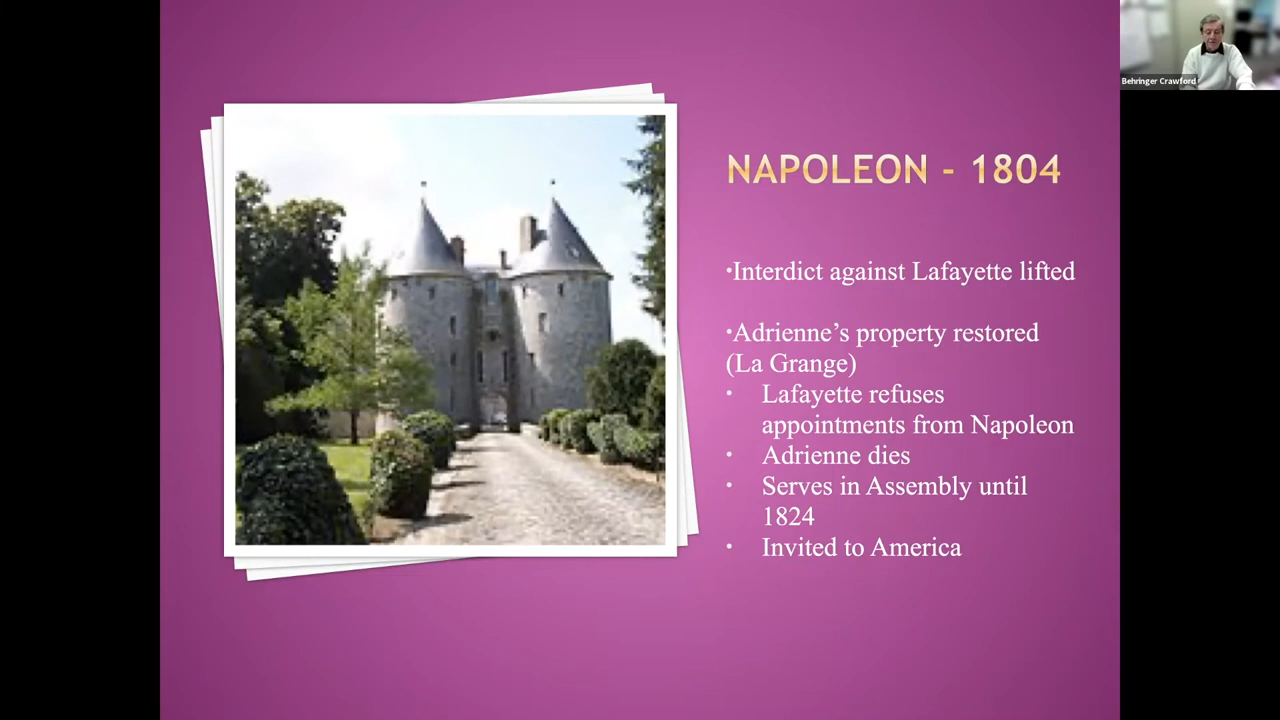 Behringer Crawford
NAPOLEON - 1804
•Interdict against Lafayette lifted
•Adrienne’s property restored
(La Grange)
• Lafayette refuses
appointments from Napoleon
• Adrienne dies
• Serves in Assembly until
1824
• Invited to America